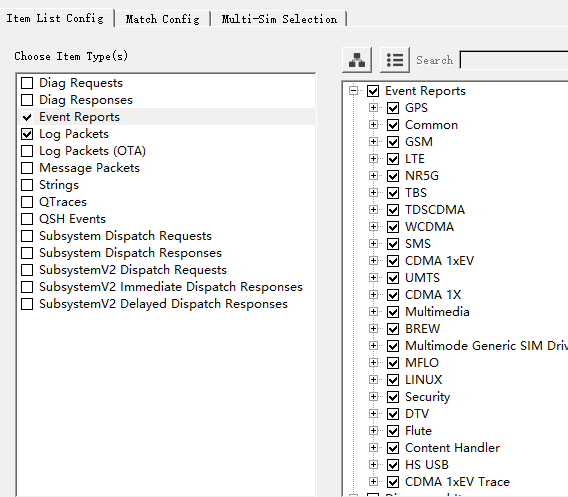 Item List Config
Match Config
Multi-Sim Selection
Choose Item Type(s)
Diag Requests
Diag Responses
Event Reports
Log Packets
Log Packets (OTA)
Message Packets
Strings
QTraces
QSH Events
Subsystem Dispatch Requests
Subsystem Dispatch Responses
SubsystemV2 Dispatch Requests
SubsystemV2 Immediate Dispatch Responses
SubsystemV2 Delayed Dispatch Responses
Search
Event Reports
GPS
Common
GSM
LTE
NR5G
TBS
TDSCDMA
WCDMA
SMS
CDMA 1xEV
UMTS
CDMA 1X
Multimedia
BREW
Multimode Generic SIM Driv
MFLO
LINUX
Security
DTV
Flute
Content Handler
HS USB
CDMA 1xEV Trace